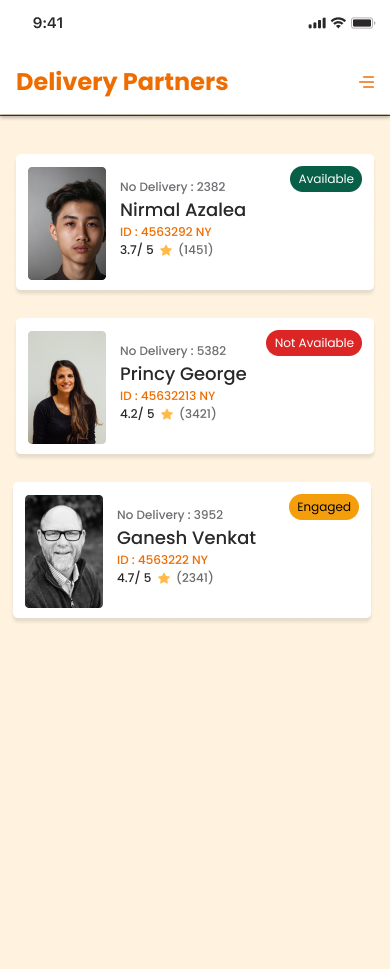 9:41
Delivery Partners
Available
No Delivery : 2382
Nirmal Azalea
ID : 4563292 NY
3.7/ 5 (1451)
Not Available
No Delivery : 5382
Princy George
ID : 45632213 NY
4.2/ 5 (3421)
Engaged
No Delivery : 3952
Ganesh Venkat
ID : 4563222 NY
4.7/ 5 (2341)